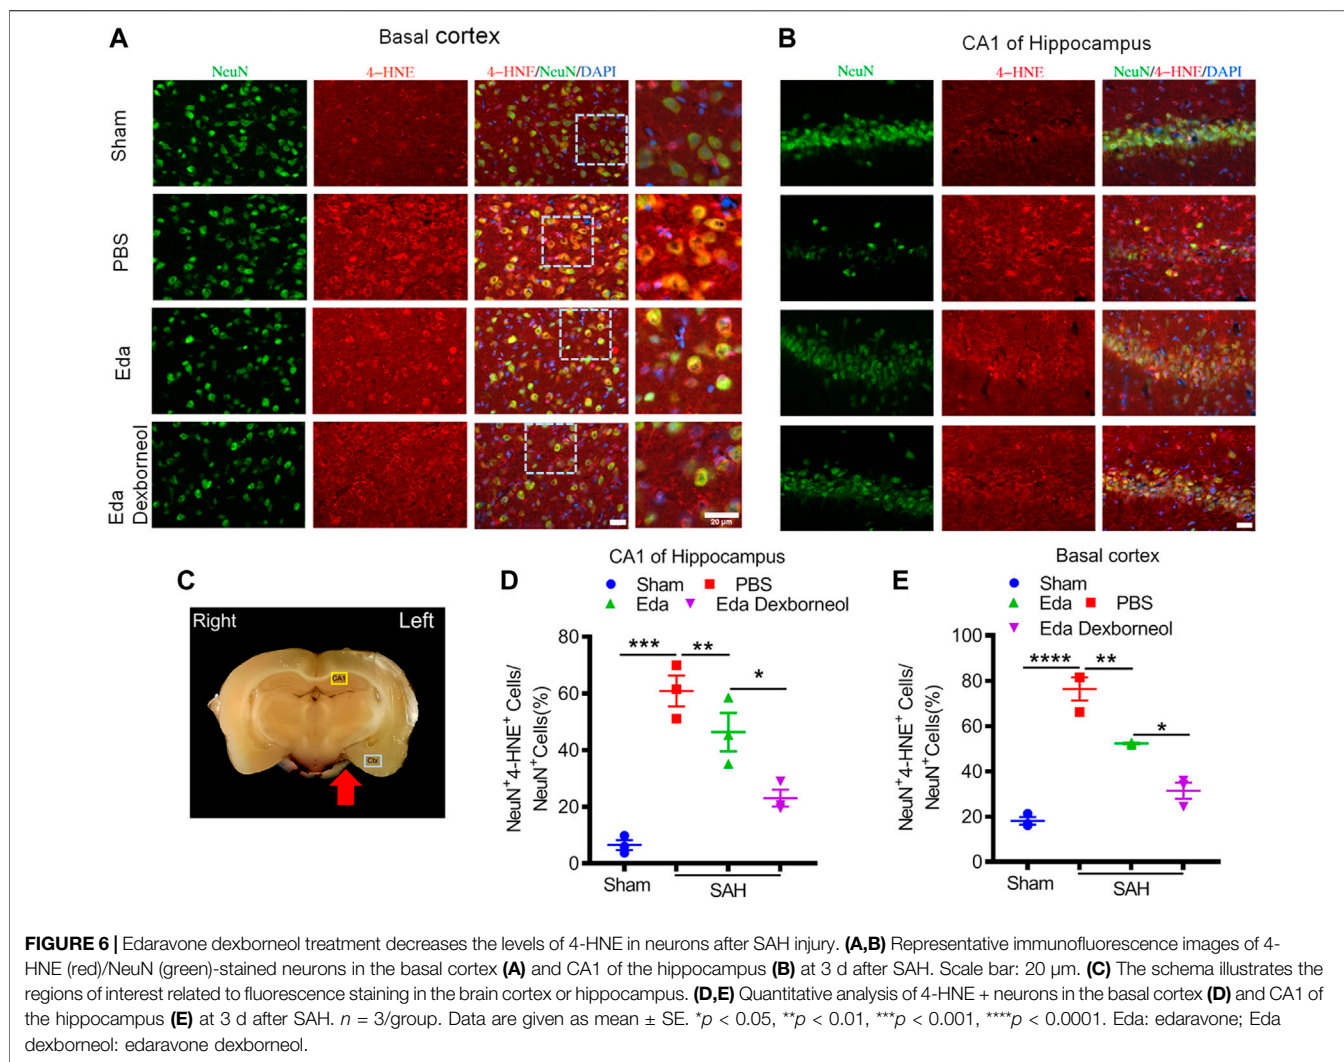 A
Basal cortex
NeuN
4-HNE
4-HNE/NeuN/DAPI
Sham
PBS
Eda
Eda
Dexborneol
20 µm
B
CA1 of Hippocampus
NeuN
4-HNE
NeuN/4-HNE/DAPI
C
Right
Left
CA1
Ctx
D
CA1 of Hippocampus
Sham PBS
Eda Eda Dexborneol
NeuN+4-HNE+ Cells/
NeuN+Cells(%)
80
60
40
20
0
***
**
*
Sham
SAH
E
Basal cortex
Sham
Eda PBS
Eda Dexborneol
NeuN+4-HNE+ Cells/
NeuN+Cells(%)
100
80
60
40
20
0
****
**
*
Sham
SAH
FIGURE 6 | Edaravone dexborneol treatment decreases the levels of 4-HNE in neurons after SAH injury. (A,B) Representative immunofluorescence images of 4-
HNE (red)/NeuN (green)-stained neurons in the basal cortex (A) and CA1 of the hippocampus (B) at 3 d after SAH. Scale bar: 20 µm. (C) The schema illustrates the
regions of interest related to fluorescence staining in the brain cortex or hippocampus. (D,E) Quantitative analysis of 4-HNE + neurons in the basal cortex (D) and CA1 of
the hippocampus (E) at 3 d after SAH. n = 3/group. Data are given as mean ± SE. *p < 0.05, **p < 0.01, ***p < 0.001, ****p < 0.0001. Eda: edaravone; Eda
dexborneol: edaravone dexborneol.